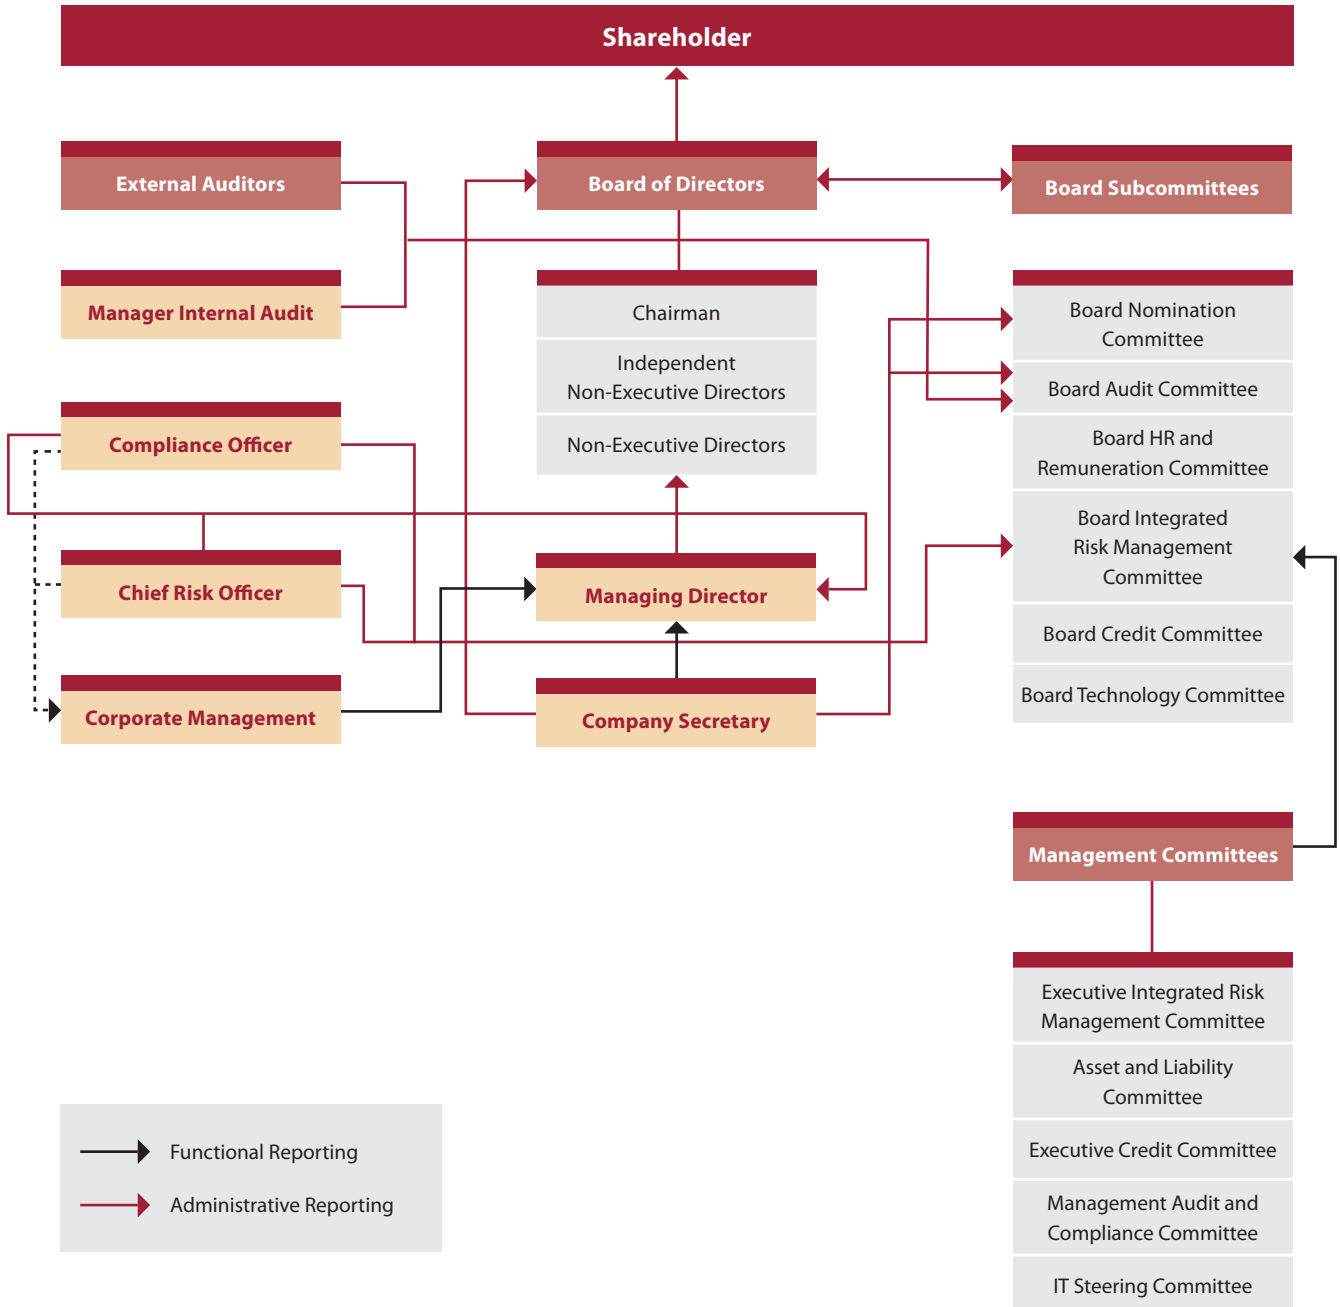 Shareholder
External Auditors
Board of Directors
Board Subcommittees
Manager Internal Audit
Chairman
Independent
Non-Executive Directors
Non-Executive Directors
Board Nomination
Committee
Board Audit Committee
Board HR and
Remuneration Committee
Board Integrated
Risk Management
Committee
Board Credit Committee
Board Technology Committee
Compliance Officer
Chief Risk Officer
Managing Director
Corporate Management
Company Secretary
Management Committees
Executive Integrated Risk
Management Committee
Asset and Liability
Committee
Executive Credit Committee
Management Audit and
Compliance Committee
IT Steering Committee
Functional Reporting
Administrative Reporting